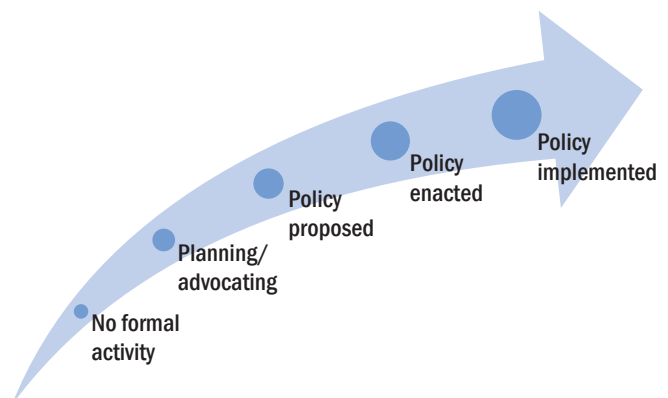 No formal
activity
Planning/
advocating
Policy
proposed
Policy
enacted
Policy
implemented